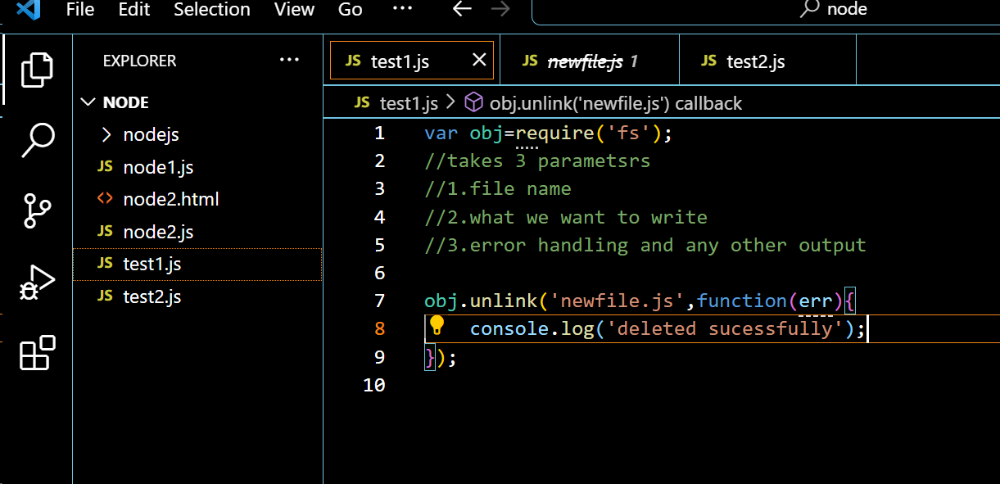 File Edit Selection View Go ... node
EXPLORER ...
NODE
nodejs
JS node1.js
<> node2.html
JS node2.js
JS test1.js
JS test2.js
JS test1.js JS newfile.js 1 JS test2.js
JS test1.js > obj.unlink('newfile.js') callback
1 var obj=require('fs');
2 //takes 3 parametsrs
3 //1.file name
4 //2.what we want to write
5 //3.error handling and any other output
6
7 obj.unlink('newfile.js',function(err){
8 console.log('deleted sucessfully');
9 });
10